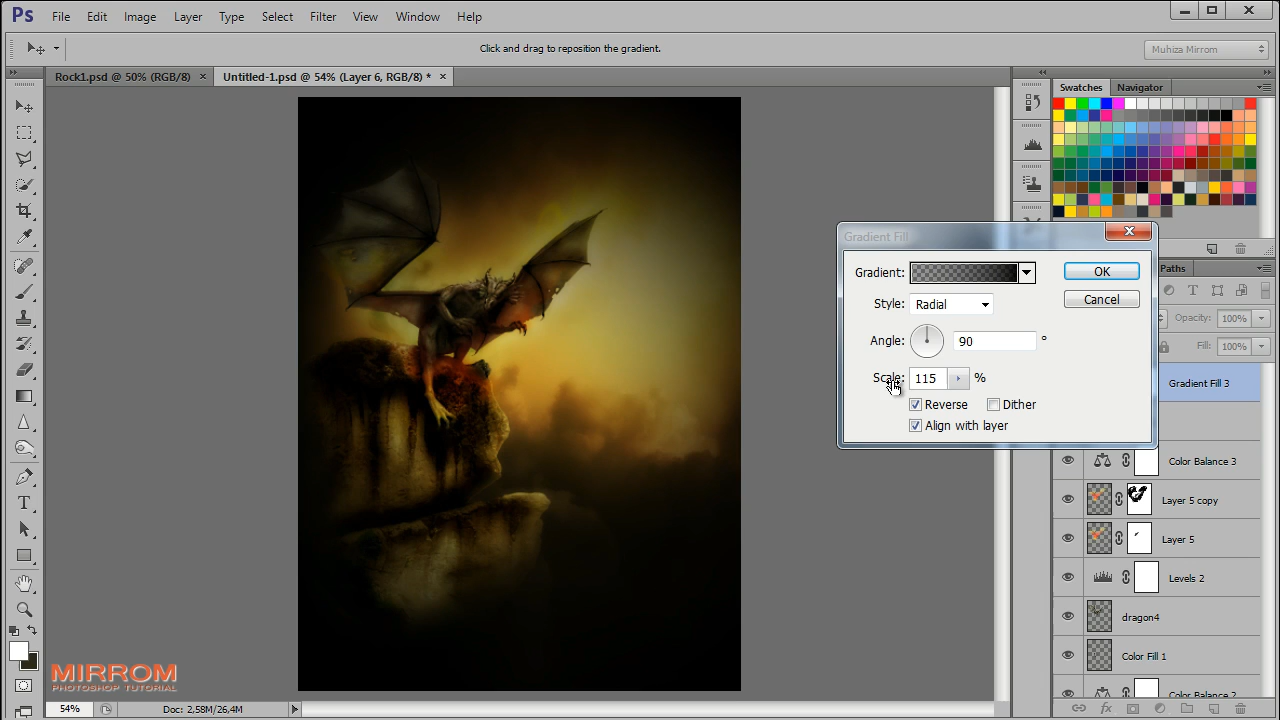 Ps File Edit Image Layer Type Select Filter View Window Help
Click and drag to reposition the gradient.
Muhiza Mirrom
Rock1.psd @ 50% (RGB/8) ×
Untitled-1.psd @ 54% (Layer 6, RGB/8) * ×
Swatches Navigator
Gradient Fill
Gradient:
OK
Style: Radial
Cancel
Angle: 90 °
Scale: 115 %
Reverse Dither
Align with layer
Paths
Opacity: 100%
Fill: 100%
Gradient Fill 3
Color Balance 3
Layer 5 copy
Layer 5
Levels 2
dragon4
Color Fill 1
Color Balance 2
fx
MIRROM
PHOTOSHOP TUTORIAL
54% Doc: 2,58M/26,4M